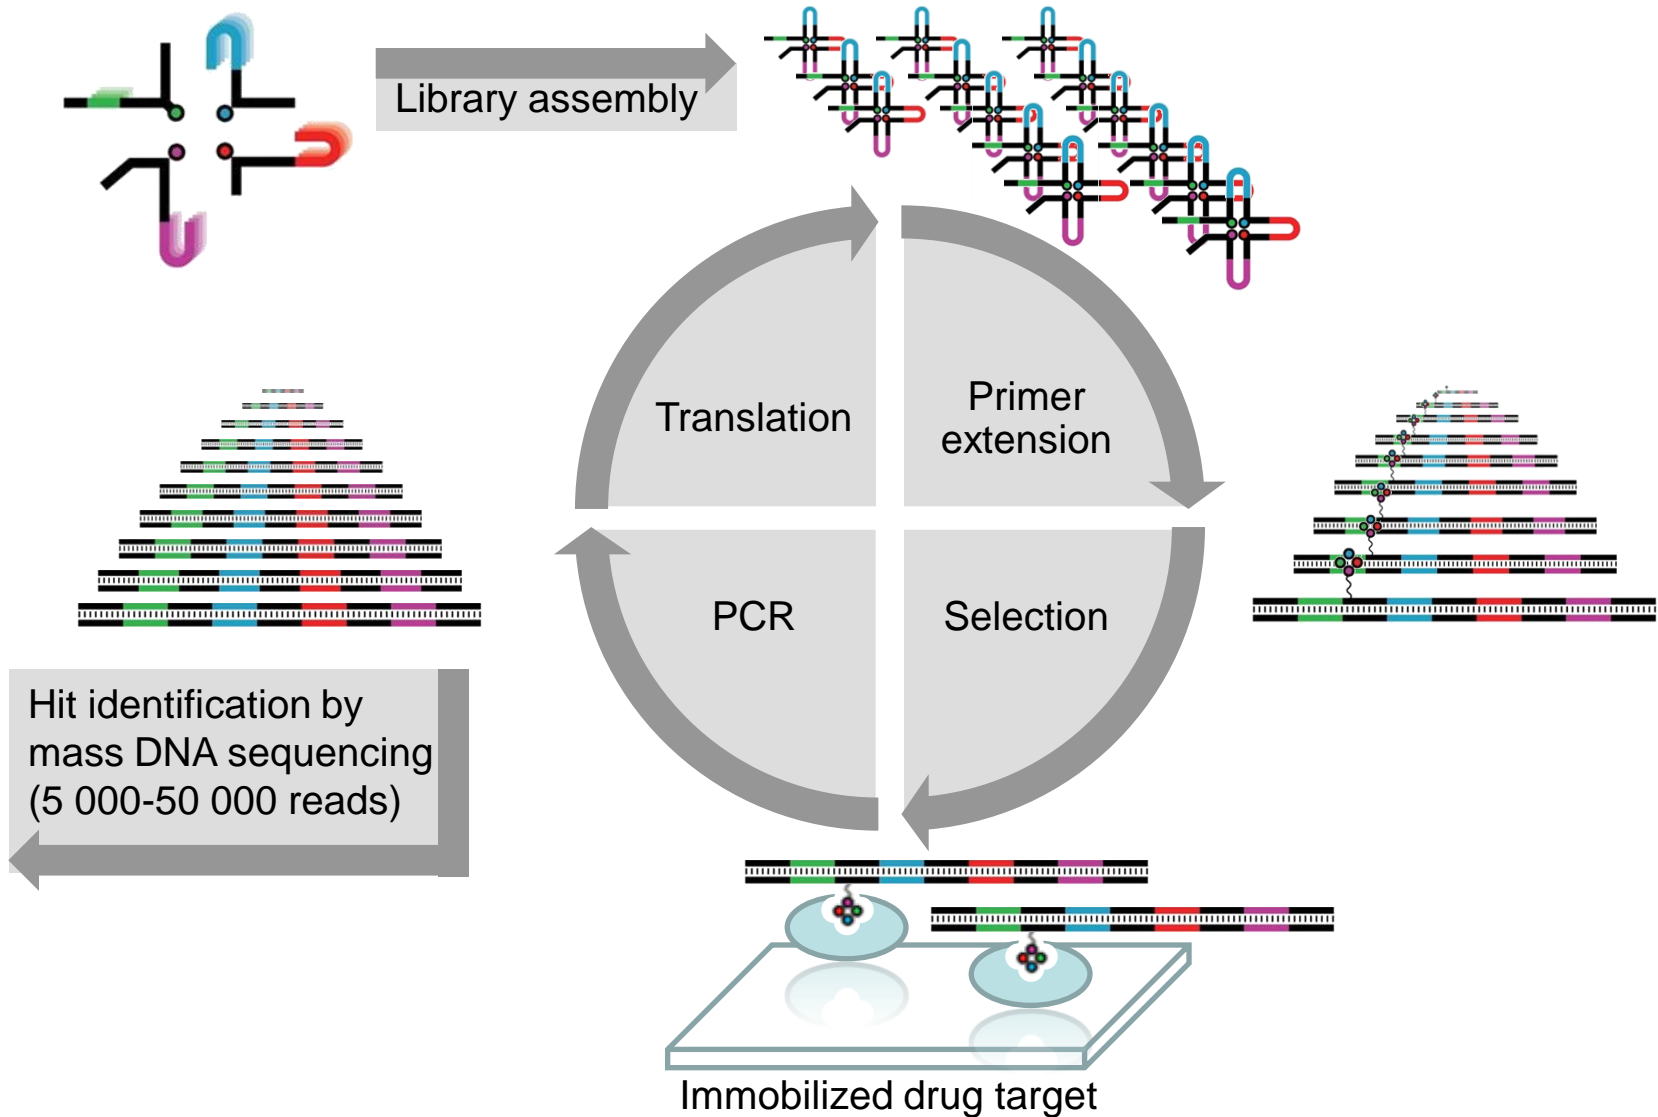 Library assembly
Translation
Primer
extension
PCR
Selection
Hit identification by
mass DNA sequencing
(5 000-50 000 reads)
Immobilized drug target